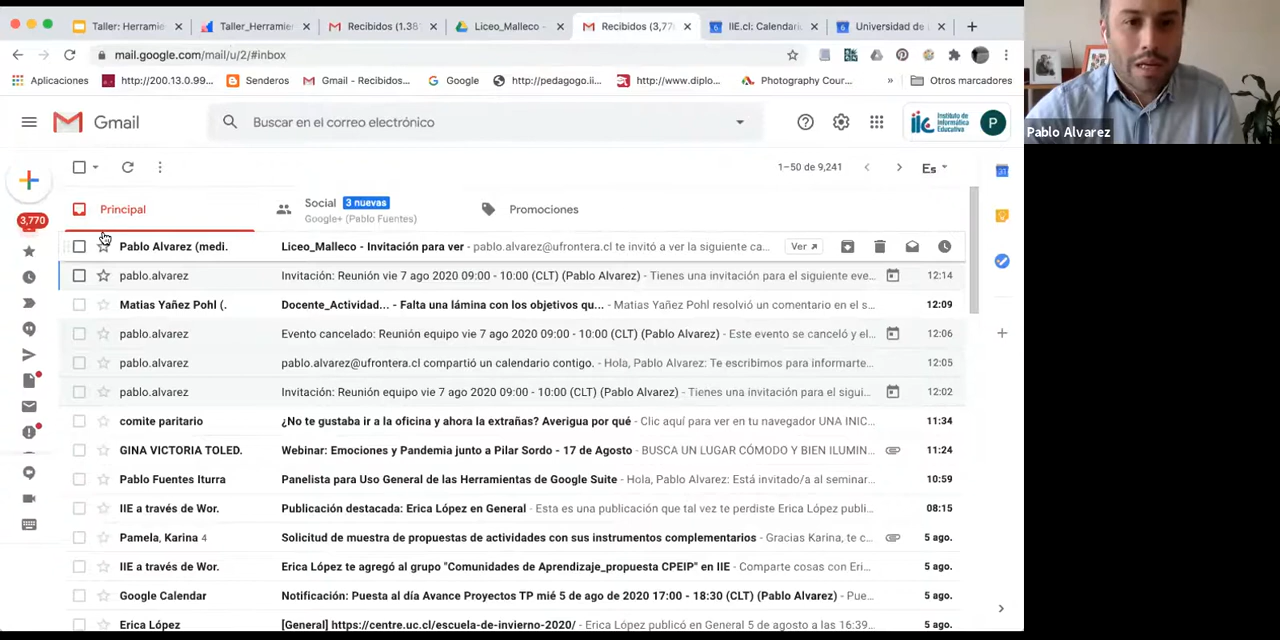 Taller: Herramie
Taller_Herramier
Recibidos (1.381
Liceo_Malleco -
Recibidos (3,77
IIE.cl: Calendari
Universidad de
mail.google.com/mail/u/2/#inbox
Aplicaciones
http://200.13.0.99...
Senderos
Gmail - Recibidos...
Google
http://pedagogo.ii...
http://www.diplo...
Photography Cour...
»
Otros marcadores
Gmail
Buscar en el correo electrónico
iie Instituto de Informática Educativa
P
Pablo Alvarez
1–50 de 9,241
Es
3,770
Principal
Social 3 nuevas
Google+ (Pablo Fuentes)
Promociones
Pablo Alvarez (medi. Liceo_Malleco - Invitación para ver - pablo.alvarez@ufrontera.cl te invitó a ver la siguiente ca... Ver
pablo.alvarez Invitación: Reunión vie 7 ago 2020 09:00 - 10:00 (CLT) (Pablo Alvarez) - Tienes una invitación para el siguiente eve... 12:14
Matias Yañez Pohl (. Docente_Actividad... - Falta una lámina con los objetivos qu... - Matias Yañez Pohl resolvió un comentario en el s... 12:09
pablo.alvarez Evento cancelado: Reunión equipo vie 7 ago 2020 09:00 - 10:00 (CLT) (Pablo Alvarez) - Este evento se canceló y el... 12:06
pablo.alvarez pablo.alvarez@ufrontera.cl compartió un calendario contigo. - Hola, Pablo Alvarez: Te escribimos para informarte... 12:05
pablo.alvarez Invitación: Reunión equipo vie 7 ago 2020 09:00 - 10:00 (CLT) (Pablo Alvarez) - Tienes una invitación para el sigui... 12:02
comite paritario ¿No te gustaba ir a la oficina y ahora la extrañas? Averigua por qué - Clic aquí para ver en tu navegador UNA INIC... 11:34
GINA VICTORIA TOLED. Webinar: Emociones y Pandemia junto a Pilar Sordo - 17 de Agosto - BUSCA UN LUGAR CÓMODO Y BIEN ILUMIN... 11:24
Pablo Fuentes Iturra Panelista para Uso General de las Herramientas de Google Suite - Hola, Pablo Alvarez: Está invitado/a al seminar... 10:59
IIE a través de Wor. Publicación destacada: Erica López en General - Esta es una publicación que tal vez te perdiste Erica López publi... 08:15
Pamela, Karina 4 Solicitud de muestra de propuestas de actividades con sus instrumentos complementarios - Gracias Karina, te c... 5 ago.
IIE a través de Wor. Erica López te agregó al grupo "Comunidades de Aprendizaje_propuesta CPEIP" en IIE - Comparte cosas con Eri... 5 ago.
Google Calendar Notificación: Puesta al día Avance Proyectos TP mié 5 de ago de 2020 17:00 - 18:30 (CLT) (Pablo Alvarez) - Pue... 5 ago.
Erica López [General] https://centre.uc.cl/escuela-de-invierno-2020/ - Erica López publicó en General 5 de agosto a las 16:39... 5 ago.